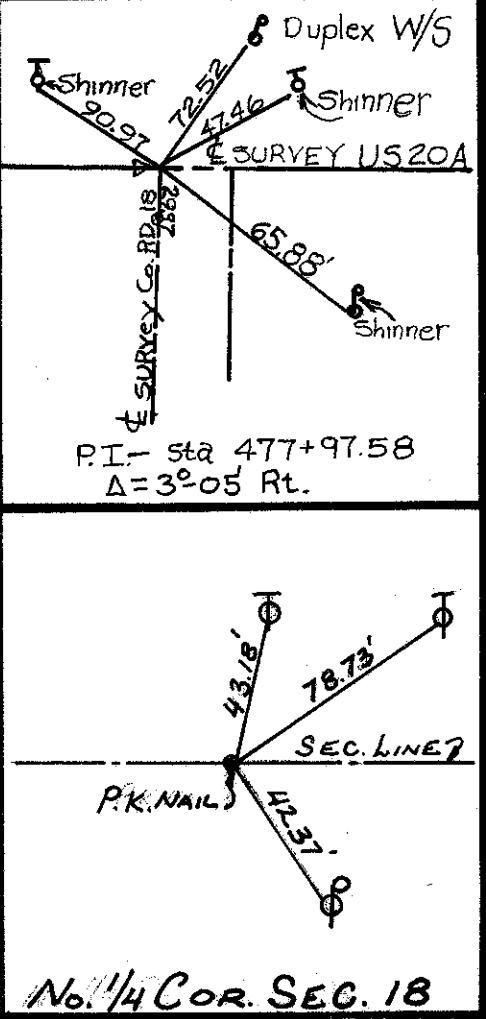 Duplex W/S
Shinner
72.52
Shinner
90.97
47.46
℄ SURVEY US 20A
℄ SURVEY Co. RD. 18
65.88'
Shinner
P.I.- sta 477+97.58
Δ=3°-05' Rt.
43.18'
78.73'
SEC. LINE
P.K. NAIL
42.37'
No. 1/4 COR. SEC. 18